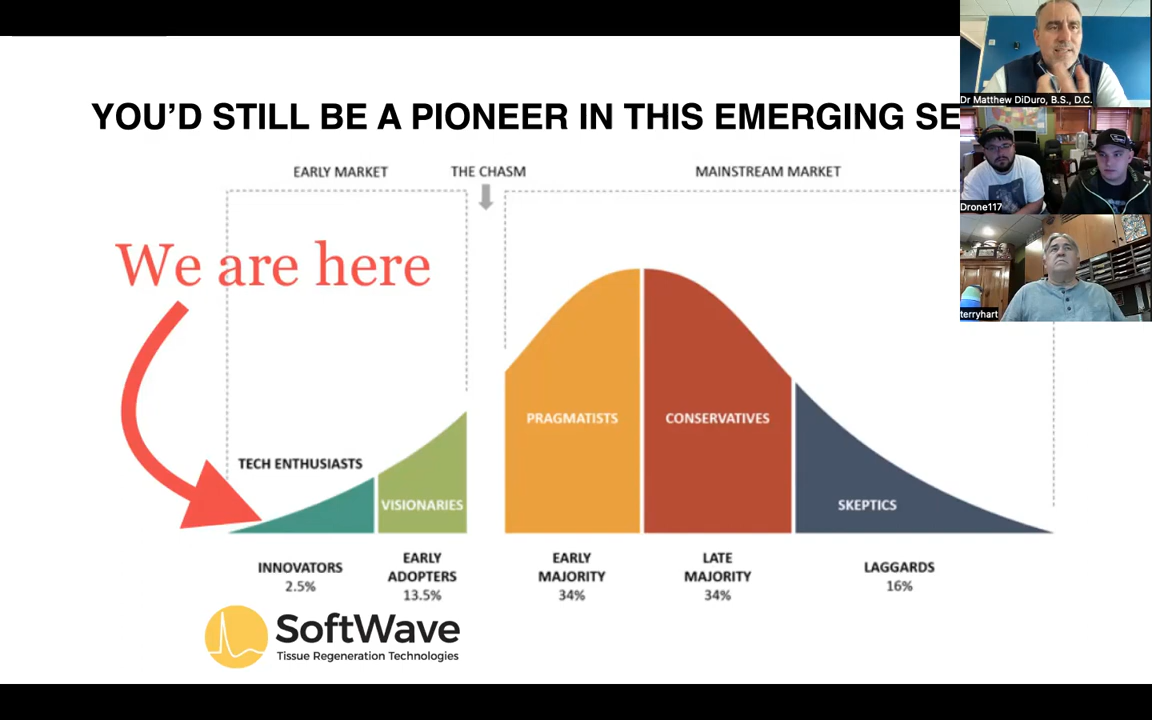 YOU'D STILL BE A PIONEER IN THIS EMERGING SE
EARLY MARKET
THE CHASM
MAINSTREAM MARKET
We are here
TECH ENTHUSIASTS
VISIONARIES
PRAGMATISTS
CONSERVATIVES
SKEPTICS
INNOVATORS
2.5%
EARLY
ADOPTERS
13.5%
EARLY
MAJORITY
34%
LATE
MAJORITY
34%
LAGGARDS
16%
SoftWave
Tissue Regeneration Technologies
Dr Matthew DiDuro, B.S., D.C.
Drone117
terryhart